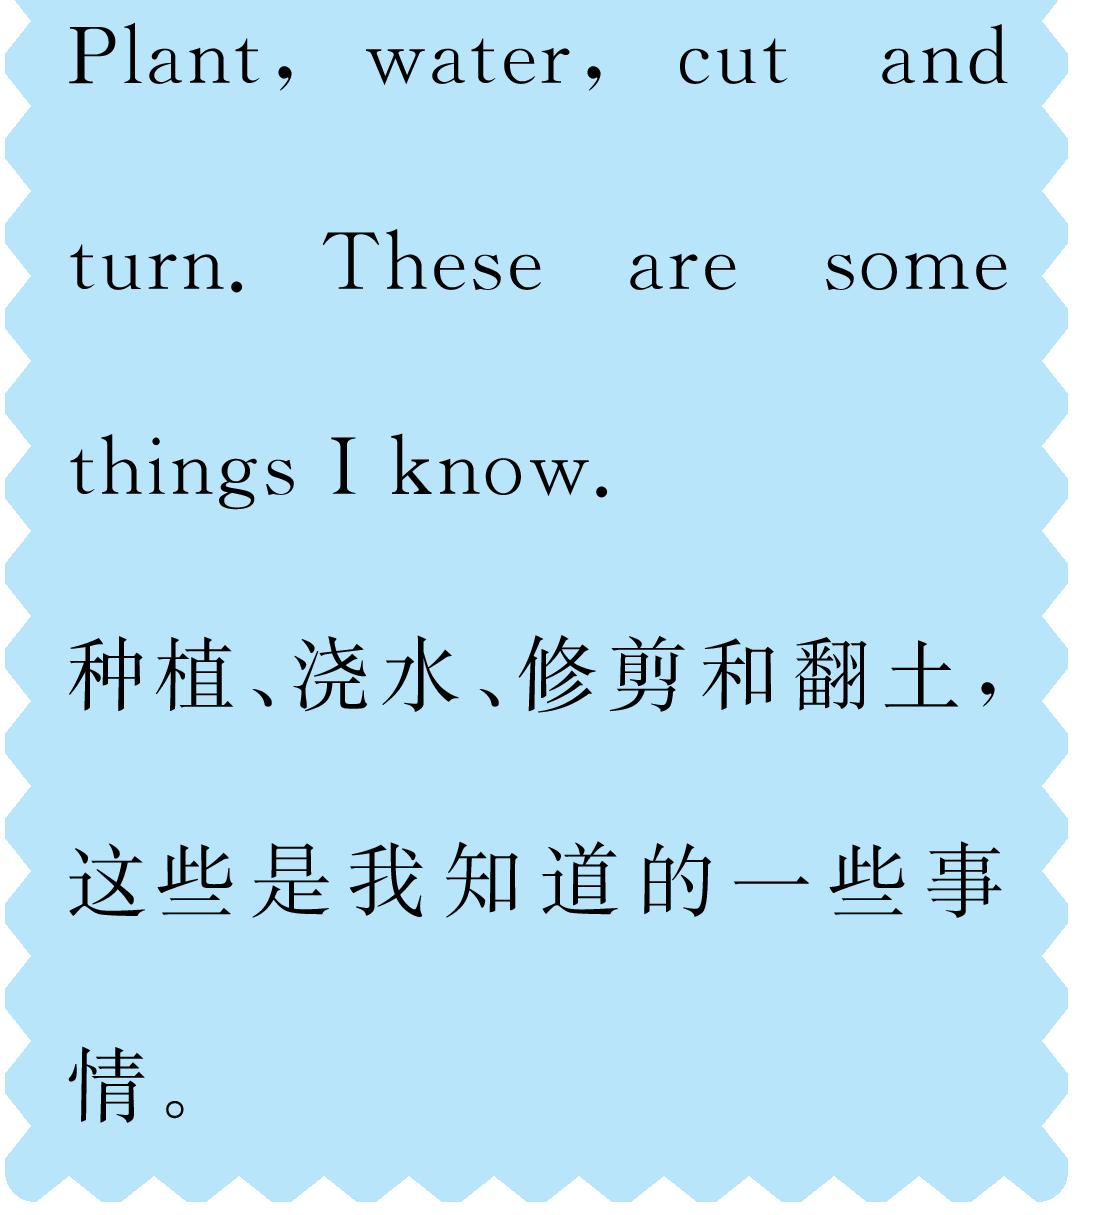 Plant, water, cut and
turn. These are some
things I know.
种植、浇水、修剪和翻土,
这些是我知道的一些事
情。